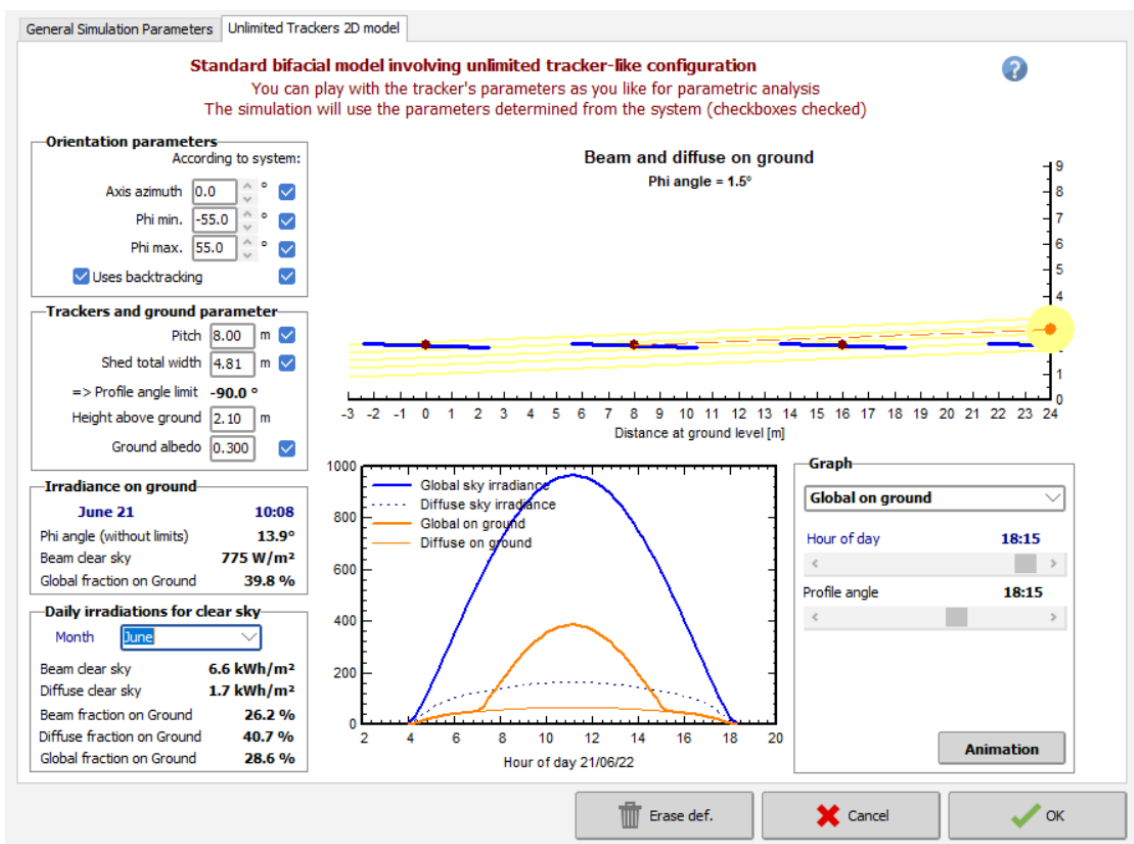 General Simulation Parameters
Unlimited Trackers 2D model
Standard bifacial model involving unlimited tracker-like configuration
You can play with the tracker's parameters as you like for parametric analysis
The simulation will use the parameters determined from the system (checkboxes checked)
?
Orientation parameters
According to system:
Axis azimuth 0.0 °
Phi min. -55.0 °
Phi max. 55.0 °
Uses backtracking
Trackers and ground parameter
Pitch 8.00 m
Shed total width 4.81 m
=> Profile angle limit -90.0 °
Height above ground 2.10 m
Ground albedo 0.300
Irradiance on ground
June 21 10:08
Phi angle (without limits) 13.9°
Beam clear sky 775 W/m²
Global fraction on Ground 39.8 %
Daily irradiations for clear sky
Month June
Beam clear sky 6.6 kWh/m²
Diffuse clear sky 1.7 kWh/m²
Beam fraction on Ground 26.2 %
Diffuse fraction on Ground 40.7 %
Global fraction on Ground 28.6 %
Beam and diffuse on ground
Phi angle = 1.5°
9
8
7
6
5
4
1
0
-3 -2 -1 0 1 2 3 4 5 6 7 8 9 10 11 12 13 14 15 16 17 18 19 20 21 22 23 24
Distance at ground level [m]
1000
800
600
400
200
0
Global sky irradiance
Diffuse sky irradiance
Global on ground
Diffuse on ground
2 4 6 8 10 12 14 16 18 20
Hour of day 21/06/22
Graph
Global on ground
Hour of day 18:15
Profile angle 18:15
Animation
Erase def.
Cancel
OK